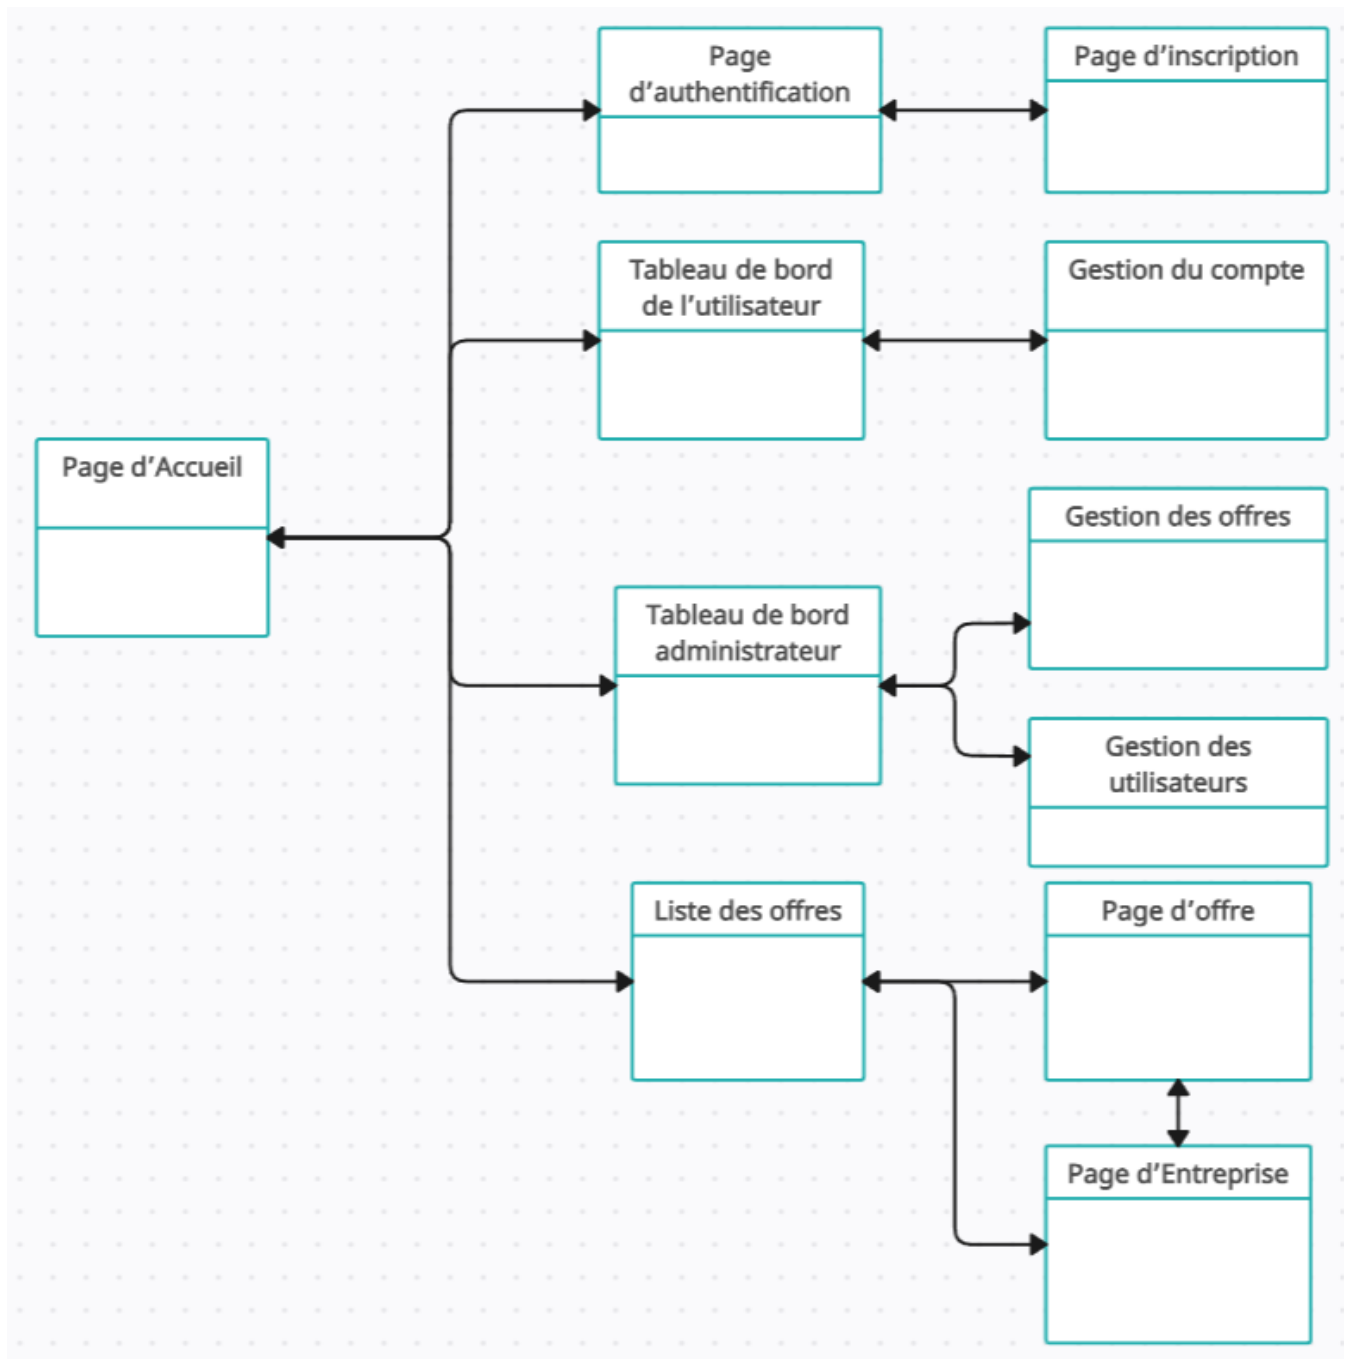 Page
d’authentification
Page d’inscription
Tableau de bord
de l’utilisateur
Gestion du compte
Page d’Accueil
Gestion des offres
Tableau de bord
administrateur
Gestion des
utilisateurs
Liste des offres
Page d’offre
Page d’Entreprise